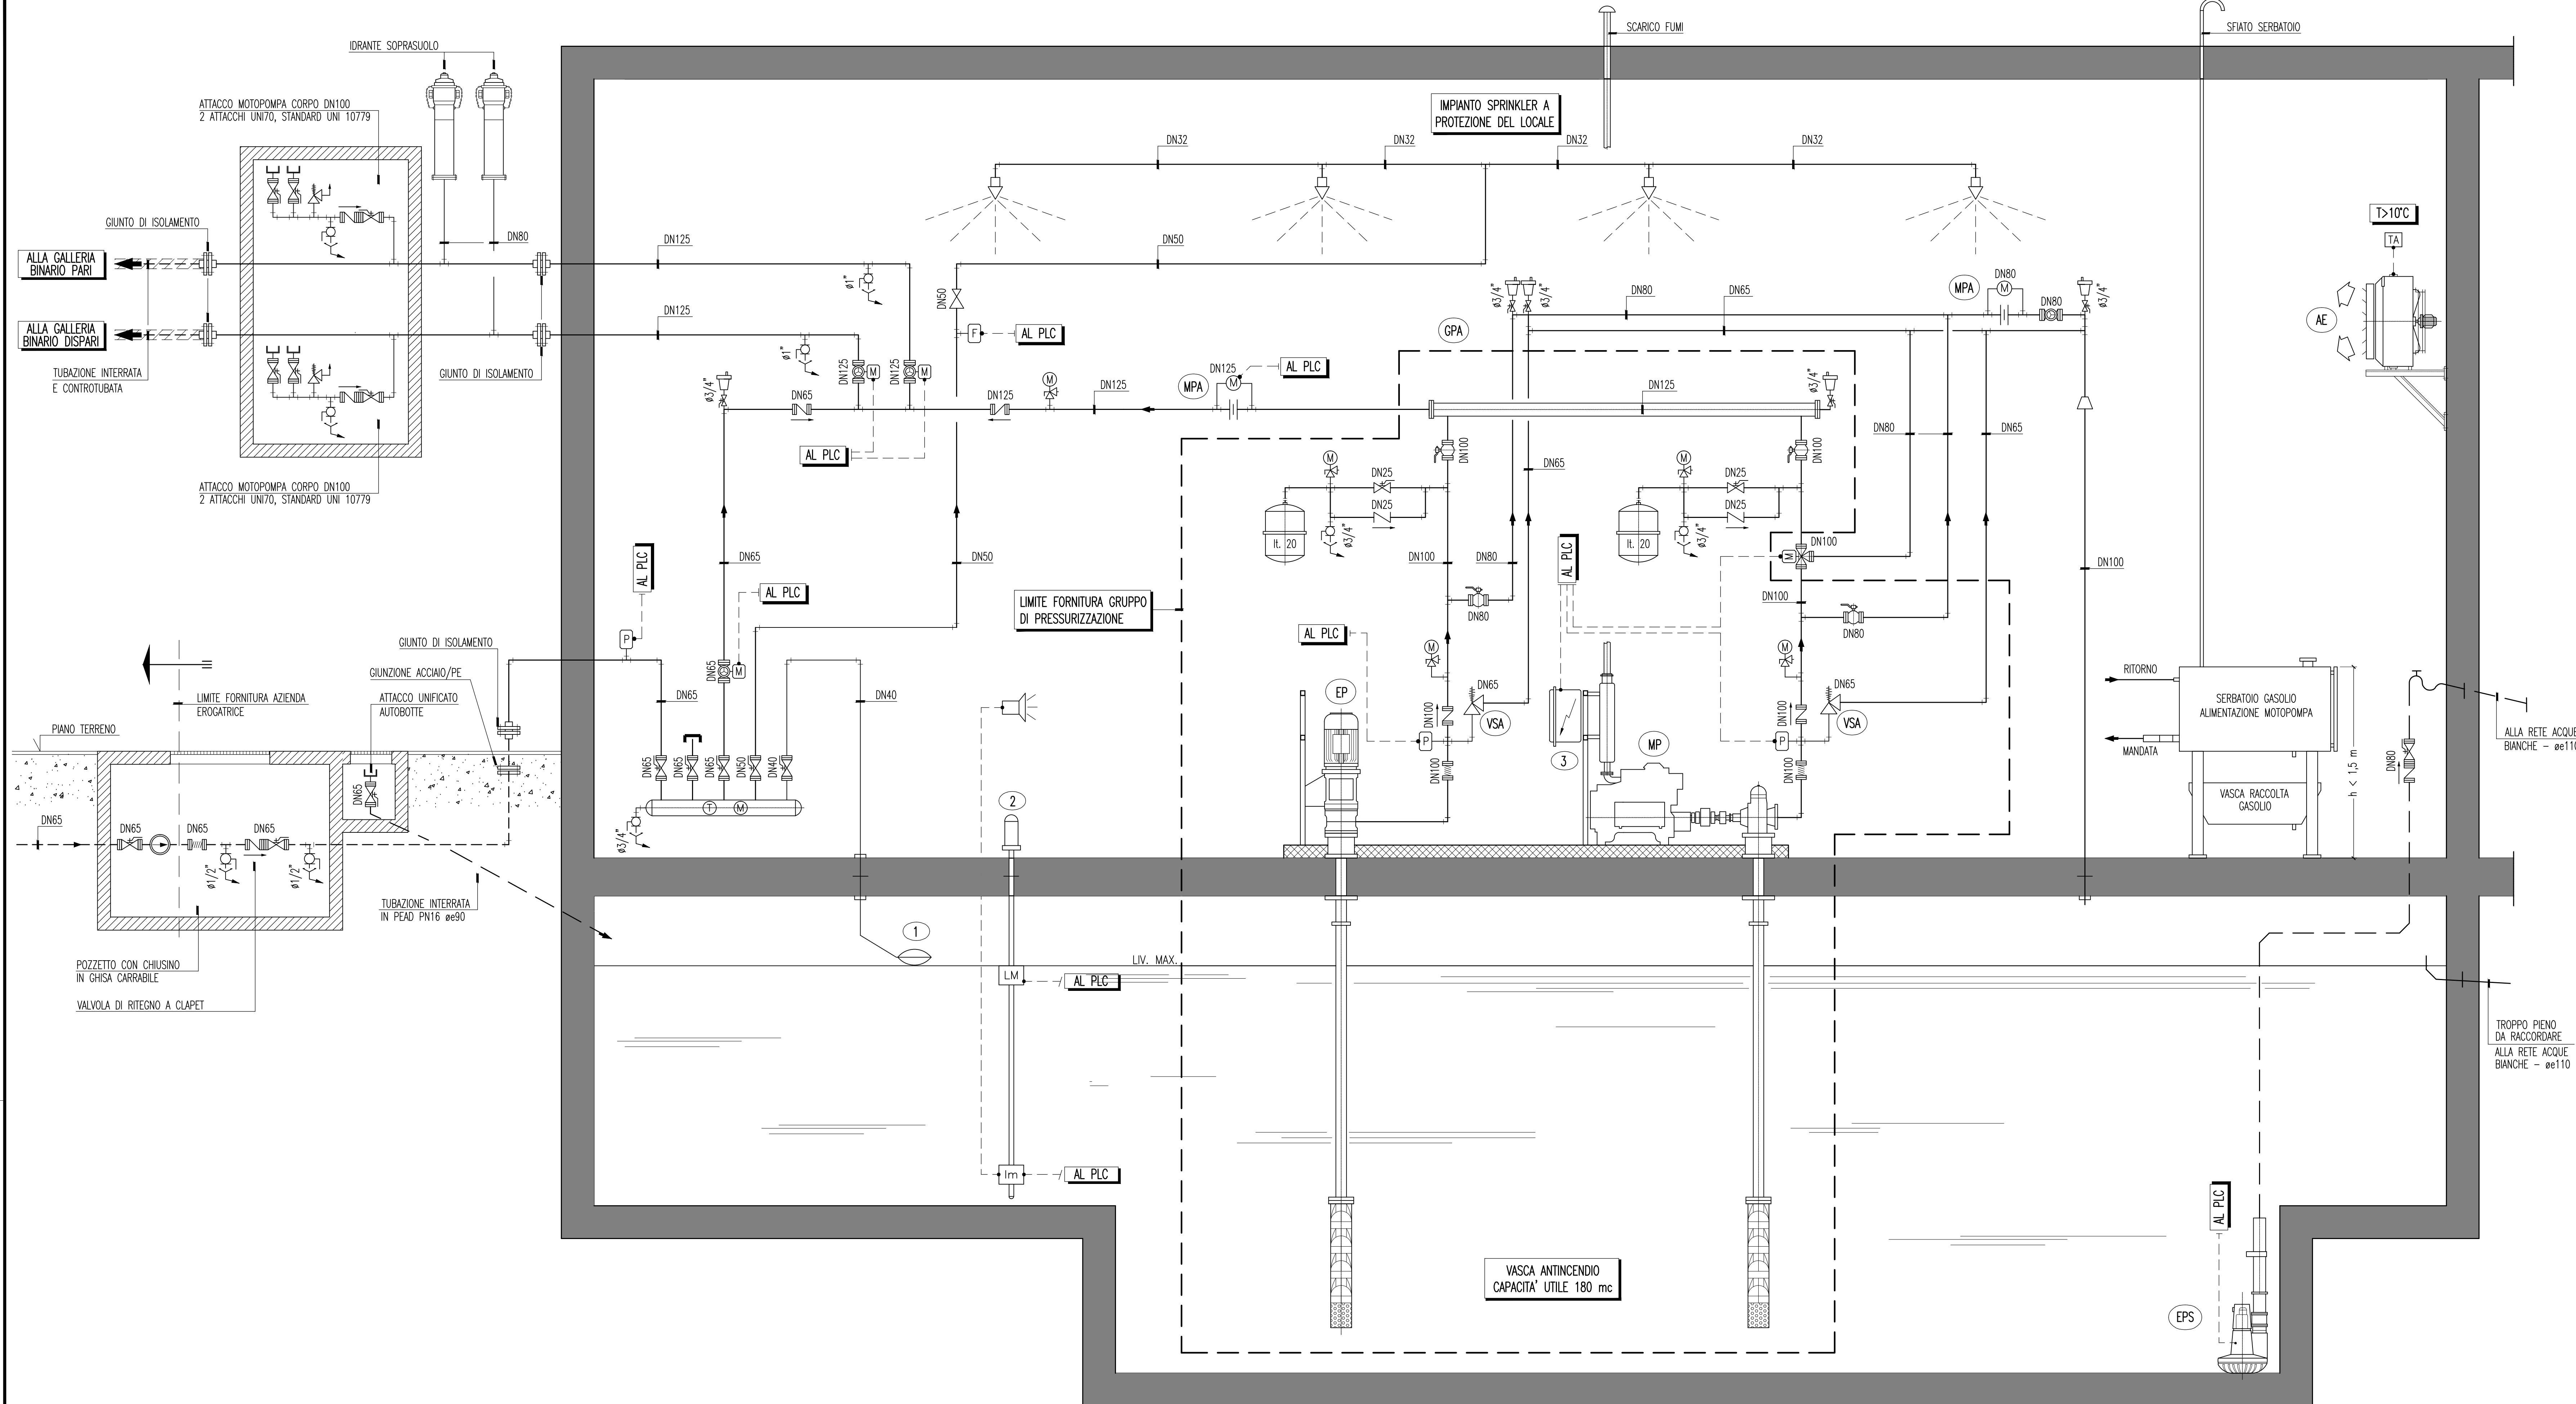 IDRANTE SOPRASUOLO
ATTACCO MOTOPOMPA CORPO DN100
2 ATTACCHI UNI70, STANDARD UNI 10779
GIUNTO DI ISOLAMENTO
DN80
ALLA GALLERIA
BINARIO PARI
ALLA GALLERIA
BINARIO DISPARI
TUBAZIONE INTERRATA
E CONTROTUBATA
GIUNTO DI ISOLAMENTO
ATTACCO MOTOPOMPA CORPO DN100
2 ATTACCHI UNI70, STANDARD UNI 10779
SCARICO FUMI
SFIATO SERBATOIO
IMPIANTO SPRINKLER A
PROTEZIONE DEL LOCALE
DN32
DN32
DN32
DN32
DN125
DN50
DN125
ø1"
ø1"
DN50
F
AL PLC
DN125
M
DN125
M
ø3/4"
DN65
M
DN125
MPA
DN125
M
AL PLC
AL PLC
GPA
ø3/4"
ø3/4"
DN80
DN65
MPA
DN80
M
DN80
ø3/4"
T>10°C
TA
AE
DN125
ø3/4"
DN100
DN100
DN80
DN65
DN65
M
DN25
DN25
lt. 20
ø3/4"
M
DN25
DN25
lt. 20
ø3/4"
DN100
DN80
AL PLC
M
DN100
DN100
DN100
DN80
DN80
LIMITE FORNITURA GRUPPO
DI PRESSURIZZAZIONE
AL PLC
P
DN65
AL PLC
DN50
DN65
M
DN65
DN40
AL PLC
M
M
EP
DN65
VSA
DN100
P
DN100
3
MP
DN65
VSA
DN100
P
DN100
RITORNO
MANDATA
SERBATOIO GASOLIO
ALIMENTAZIONE MOTOPOMPA
VASCA RACCOLTA
GASOLIO
h < 1,5 m
DN80
ALLA RETE ACQUE
BIANCHE - øe110
GIUNTO DI ISOLAMENTO
GIUNZIONE ACCIAIO/PE
LIMITE FORNITURA AZIENDA
EROGATRICE
ATTACCO UNIFICATO
AUTOBOTTE
PIANO TERRENO
DN65
DN65
DN65
DN65
DN65
ø1/2"
ø1/2"
TUBAZIONE INTERRATA
IN PEAD PN16 øe90
POZZETTO CON CHIUSINO
IN GHISA CARRABILE
VALVOLA DI RITEGNO A CLAPET
DN65
DN65
DN65
DN50
DN40
T
M
ø3/4"
2
1
LIV. MAX.
LM
AL PLC
lm
AL PLC
VASCA ANTINCENDIO
CAPACITA' UTILE 180 mc
AL PLC
EPS
TROPPO PIENO
DA RACCORDARE
ALLA RETE ACQUE
BIANCHE - øe110